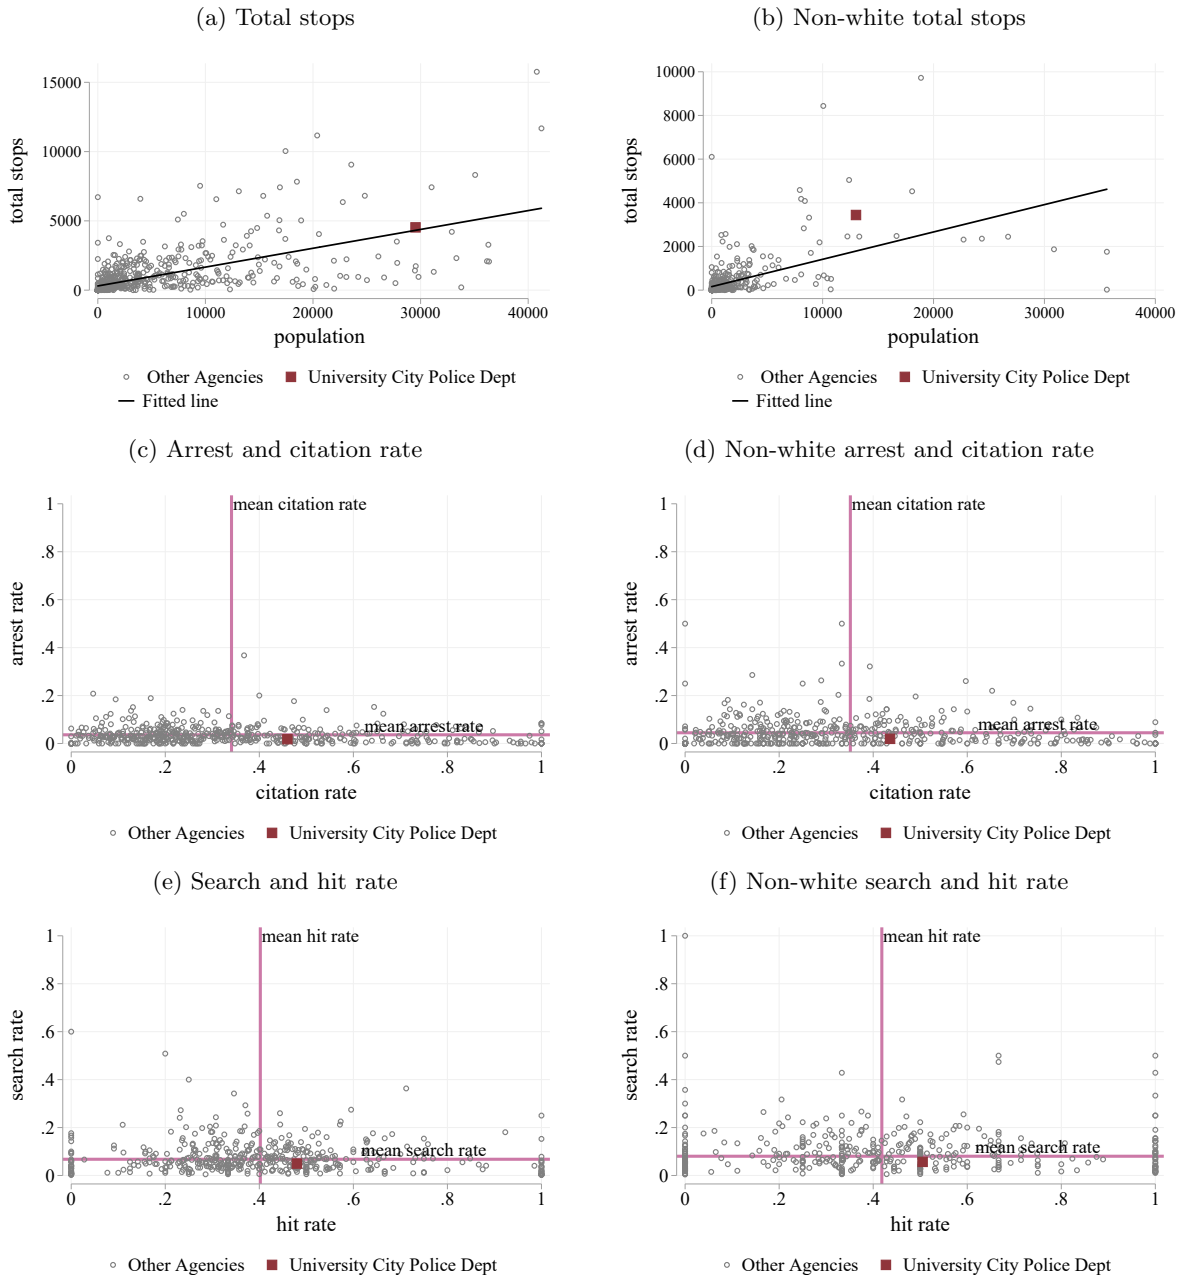 (a) Total stops
(b) Non-white total stops
total stops
15000
10000
5000
0
0 10000 20000 30000 40000
population
Other Agencies University City Police Dept
Fitted line
total stops
10000
8000
6000
4000
2000
0
0 10000 20000 30000 40000
population
Other Agencies University City Police Dept
Fitted line
(c) Arrest and citation rate
(d) Non-white arrest and citation rate
arrest rate
1
.8
.6
.4
.2
0
mean citation rate
mean arrest rate
0 .2 .4 .6 .8 1
citation rate
Other Agencies University City Police Dept
arrest rate
1
.8
.6
.4
.2
0
mean citation rate
mean arrest rate
0 .2 .4 .6 .8 1
citation rate
Other Agencies University City Police Dept
(e) Search and hit rate
(f) Non-white search and hit rate
search rate
1
.8
.6
.4
.2
0
mean hit rate
mean search rate
0 .2 .4 .6 .8 1
hit rate
Other Agencies University City Police Dept
search rate
1
.8
.6
.4
.2
0
mean hit rate
mean search rate
0 .2 .4 .6 .8 1
hit rate
Other Agencies University City Police Dept